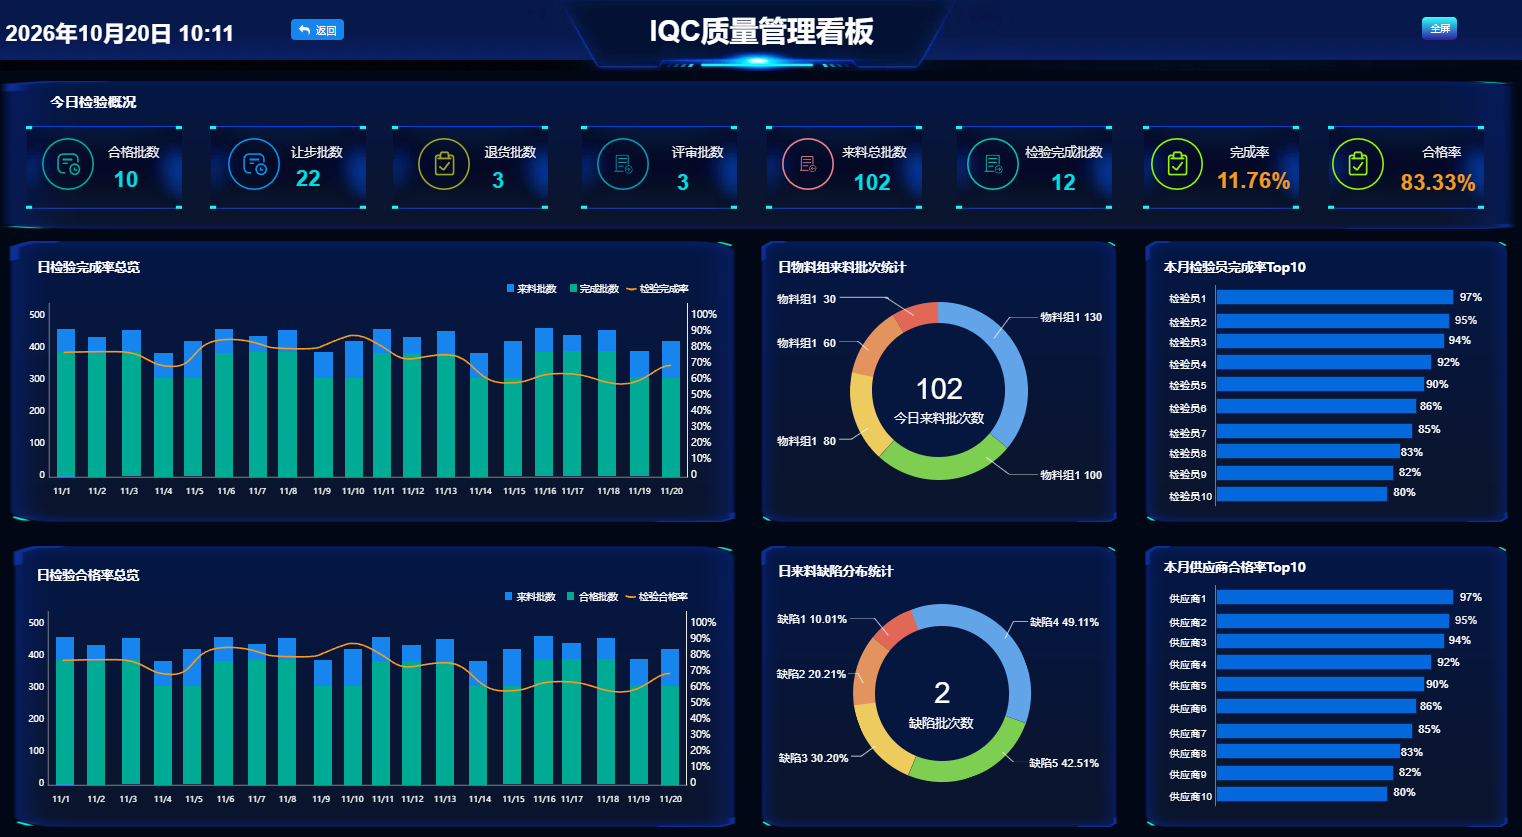 2026年10月20日 10:11
返回
IQC质量管理看板
全屏
今日检验概况
合格批数
10
让步批数
22
退货批数
3
评审批数
3
来料总批数
102
检验完成批数
12
完成率
11.76%
合格率
83.33%
日检验完成率总览
来料批数 完成批数 检验完成率
500
400
300
200
100
0
100%
90%
80%
70%
60%
50%
40%
30%
20%
10%
0
11/1 11/2 11/3 11/4 11/5 11/6 11/7 11/8 11/9 11/10 11/11 11/12 11/13 11/14 11/15 11/16 11/17 11/18 11/19 11/20
日物料组来料批次统计
物料组1 30
物料组1 130
物料组1 60
102
今日来料批次数
物料组1 80
物料组1 100
本月检验员完成率Top10
检验员1 97%
检验员2 95%
检验员3 94%
检验员4 92%
检验员5 90%
检验员6 86%
检验员7 85%
检验员8 83%
检验员9 82%
检验员10 80%
日检验合格率总览
来料批数 合格批数 检验合格率
500
400
300
200
100
0
100%
90%
80%
70%
60%
50%
40%
30%
20%
10%
0
11/1 11/2 11/3 11/4 11/5 11/6 11/7 11/8 11/9 11/10 11/11 11/12 11/13 11/14 11/15 11/16 11/17 11/18 11/19 11/20
日来料缺陷分布统计
缺陷1 10.01%
缺陷4 49.11%
缺陷2 20.21%
2
缺陷批次数
缺陷3 30.20%
缺陷5 42.51%
本月供应商合格率Top10
供应商1 97%
供应商2 95%
供应商3 94%
供应商4 92%
供应商5 90%
供应商6 86%
供应商7 85%
供应商8 83%
供应商9 82%
供应商10 80%